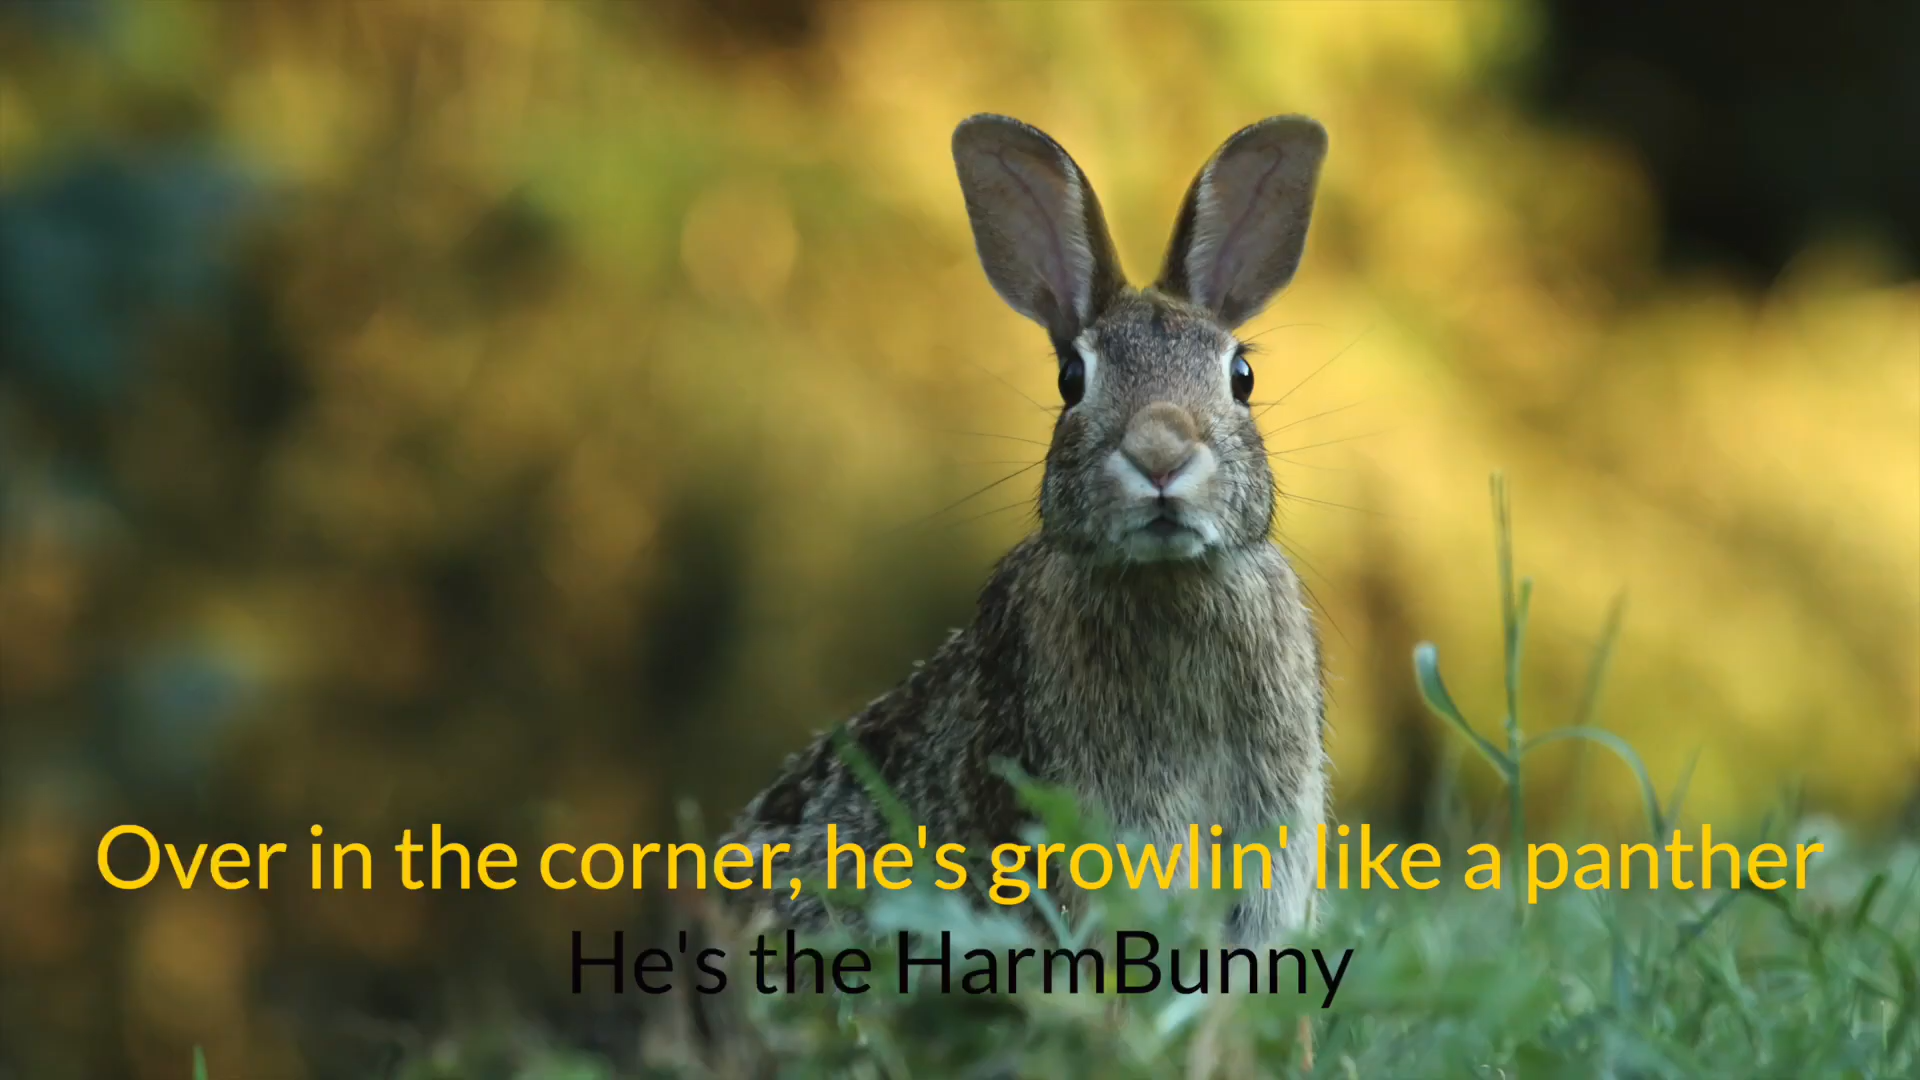 Over in the corner, he's growlin' like a panther
He's the HarmBunny